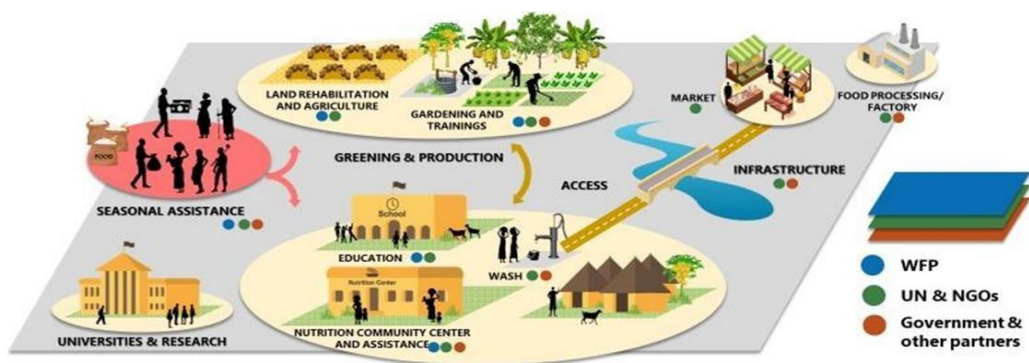 LAND REHABILITATION
AND AGRICULTURE
GARDENING AND
TRAININGS
MARKET
FOOD PROCESSING/
FACTORY
FOOD
GREENING & PRODUCTION
ACCESS
INFRASTRUCTURE
SEASONAL ASSISTANCE
School
EDUCATION
WASH
Nutrition Center
NUTRITION COMMUNITY CENTER
AND ASSISTANCE
UNIVERSITIES & RESEARCH
WFP
UN & NGOs
Government &
other partners